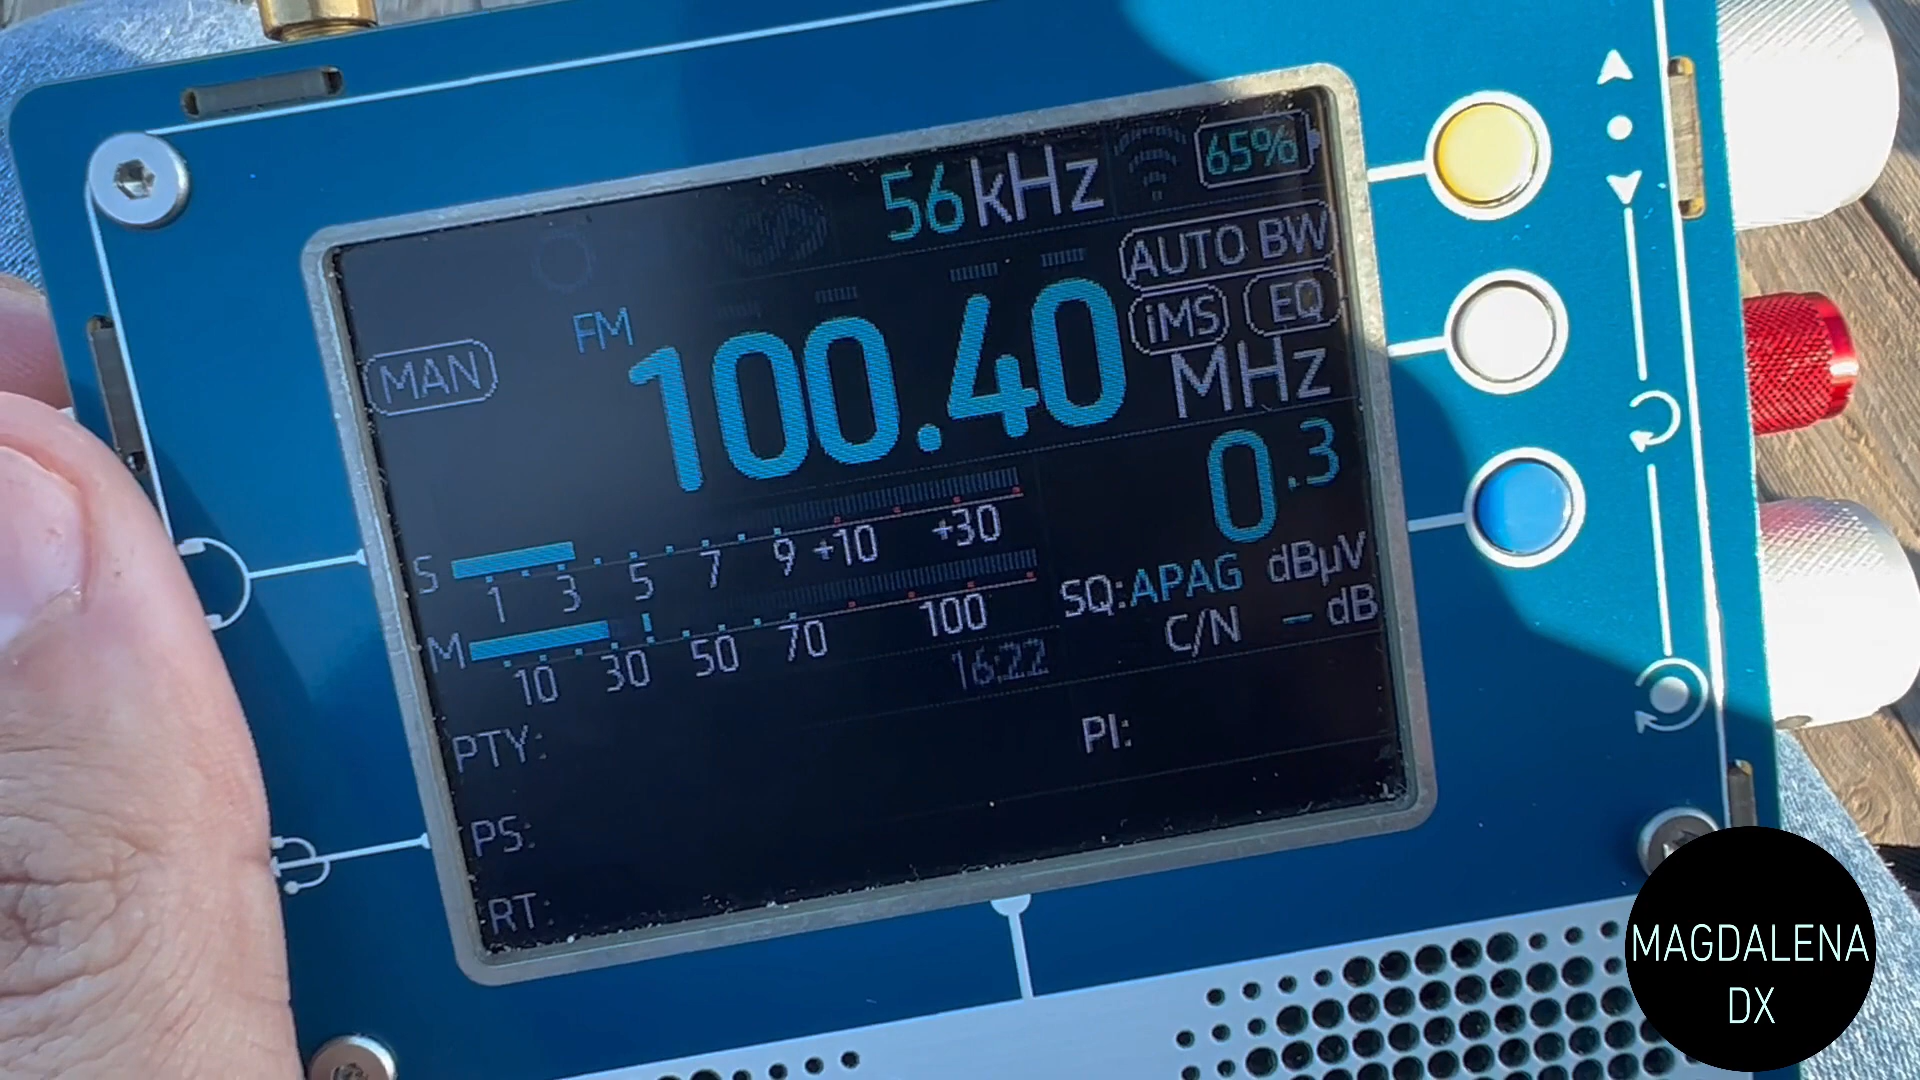 56 kHz 65%
AUTO BW
iMS EQ
FM 100.40 MHz
MAN
0.3
S 1 3 5 7 9 +10 +30
dBµV
SQ:APAG
M 10 30 50 70 100
C/N – dB
16:22
PTY:
PI:
PS:
RT:
MAGDALENA
DX